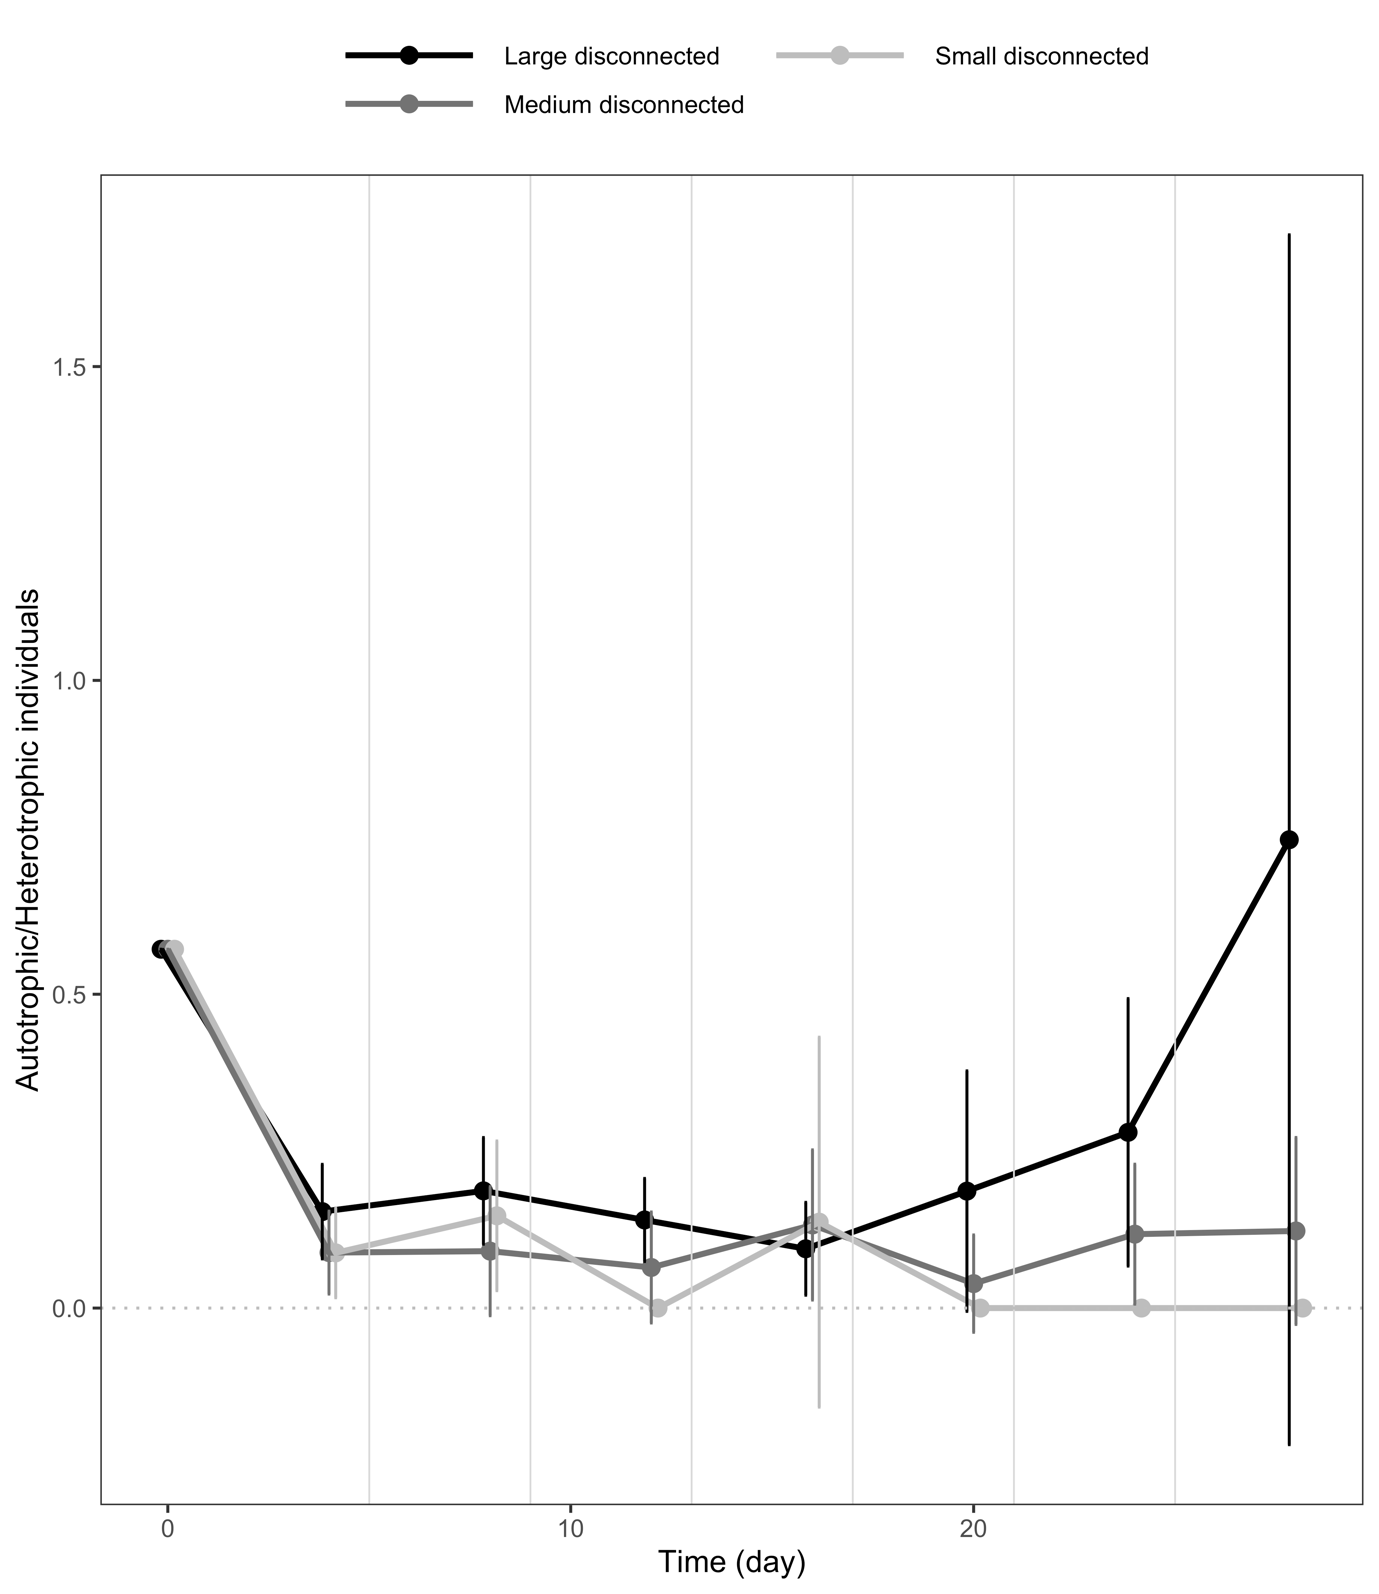 Large disconnected
Small disconnected
Medium disconnected
1.5
1.0
0.5
0.0
Autotrophic/Heterotrophic individuals
0
10
20
Time (day)